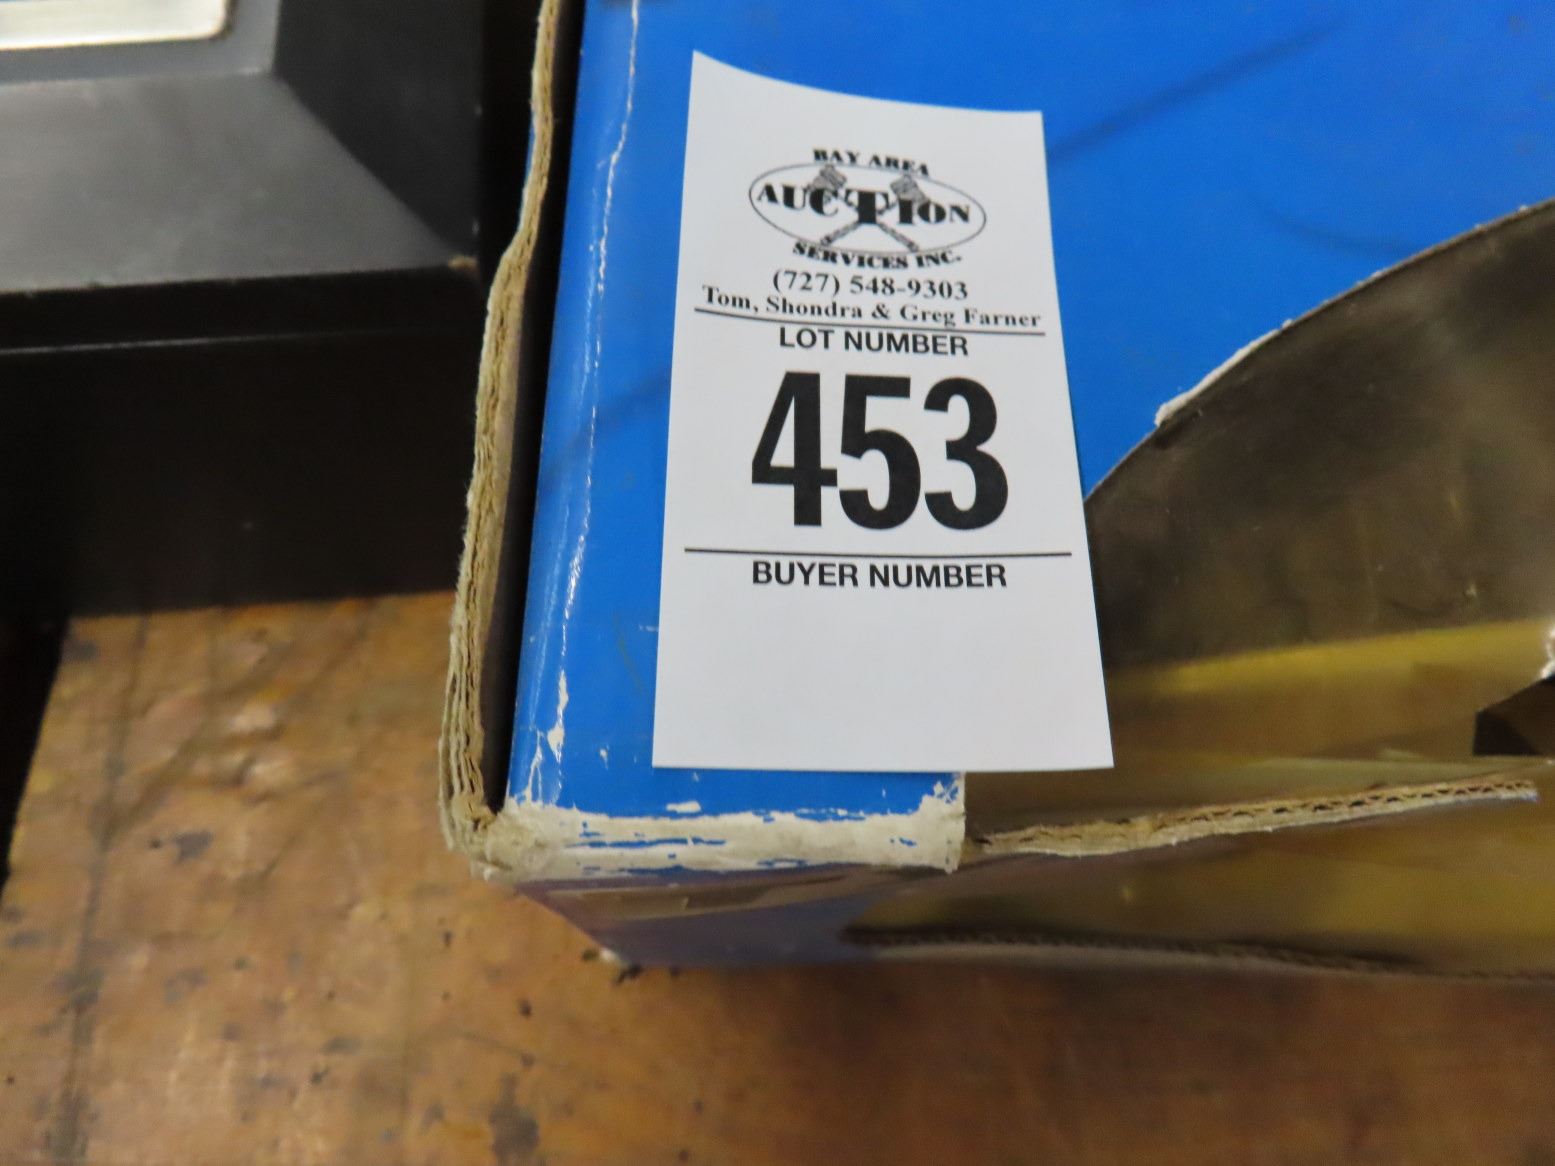 BAY AREA
AUCTION
SERVICES INC.
(727) 548-9303
Tom, Shondra & Greg Farner
LOT NUMBER
453
BUYER NUMBER